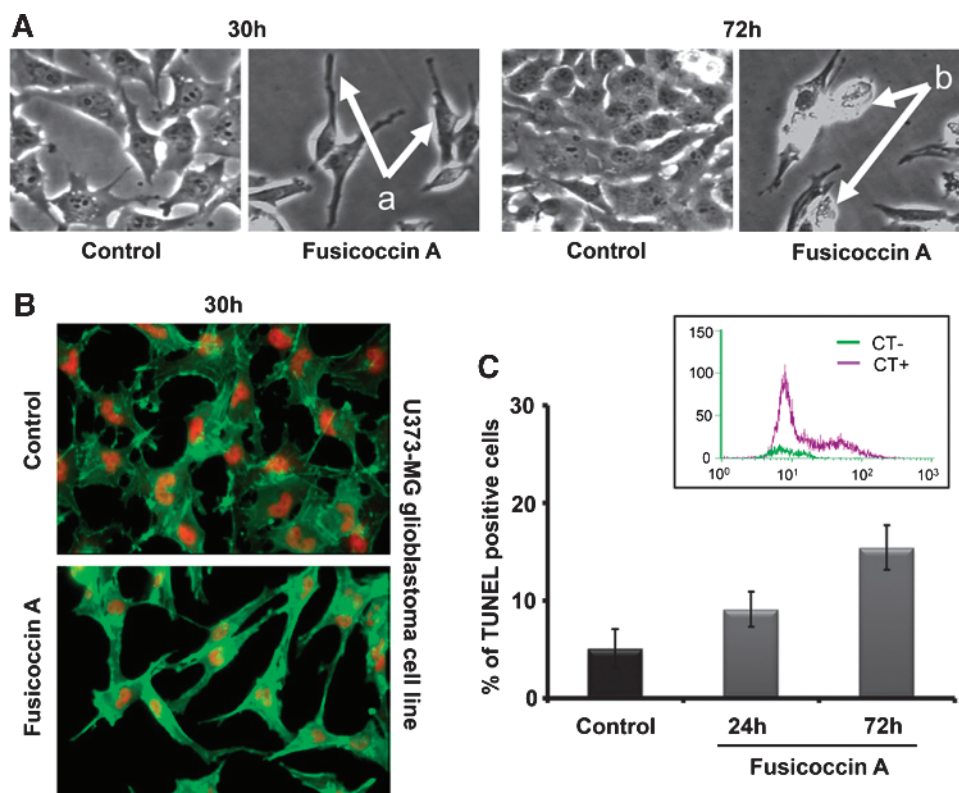 A
30h
72h
a
b
Control
Fusicoccin A
Control
Fusicoccin A
B
30h
Control
Fusicoccin A
U373-MG glioblastoma cell line
C
% of TUNEL positive cells
30
20
10
0
150
100
50
0
10⁰
10¹
10²
10³
CT-
CT+
Control
24h
72h
Fusicoccin A